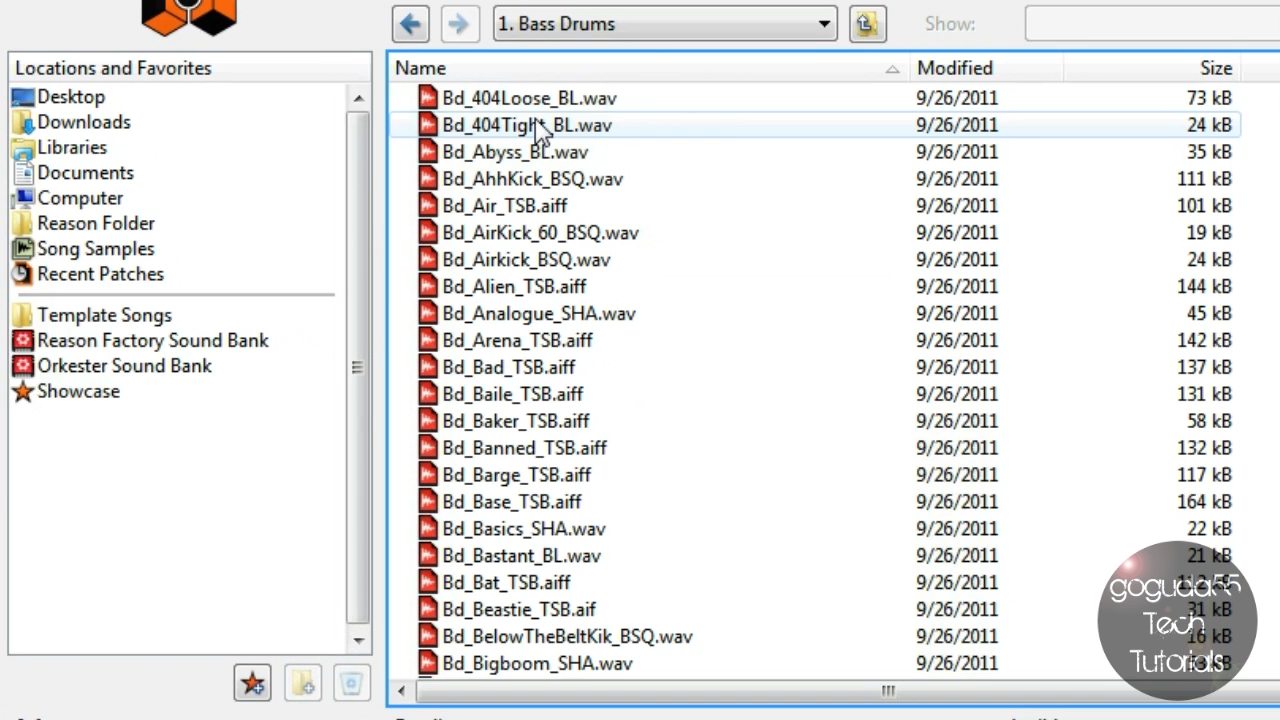 1. Bass Drums
Show:
Locations and Favorites
Desktop
Downloads
Libraries
Documents
Computer
Reason Folder
Song Samples
Recent Patches
Template Songs
Reason Factory Sound Bank
Orkester Sound Bank
Showcase
Name Modified Size
Bd_404Loose_BL.wav 9/26/2011 73 kB
Bd_404Tight_BL.wav 9/26/2011 24 kB
Bd_Abyss_BL.wav 9/26/2011 35 kB
Bd_AhhKick_BSQ.wav 9/26/2011 111 kB
Bd_Air_TSB.aiff 9/26/2011 101 kB
Bd_AirKick_60_BSQ.wav 9/26/2011 19 kB
Bd_Airkick_BSQ.wav 9/26/2011 24 kB
Bd_Alien_TSB.aiff 9/26/2011 144 kB
Bd_Analogue_SHA.wav 9/26/2011 45 kB
Bd_Arena_TSB.aiff 9/26/2011 142 kB
Bd_Bad_TSB.aiff 9/26/2011 137 kB
Bd_Baile_TSB.aiff 9/26/2011 131 kB
Bd_Baker_TSB.aiff 9/26/2011 58 kB
Bd_Banned_TSB.aiff 9/26/2011 132 kB
Bd_Barge_TSB.aiff 9/26/2011 117 kB
Bd_Base_TSB.aiff 9/26/2011 164 kB
Bd_Basics_SHA.wav 9/26/2011 22 kB
Bd_Bastant_BL.wav 9/26/2011 21 kB
Bd_Bat_TSB.aiff 9/26/2011
Bd_Beastie_TSB.aif 9/26/2011 31 kB
Bd_BelowTheBeltKik_BSQ.wav 9/26/2011 16 kB
Bd_Bigboom_SHA.wav 9/26/2011
goguda55
Tech
Tutorials